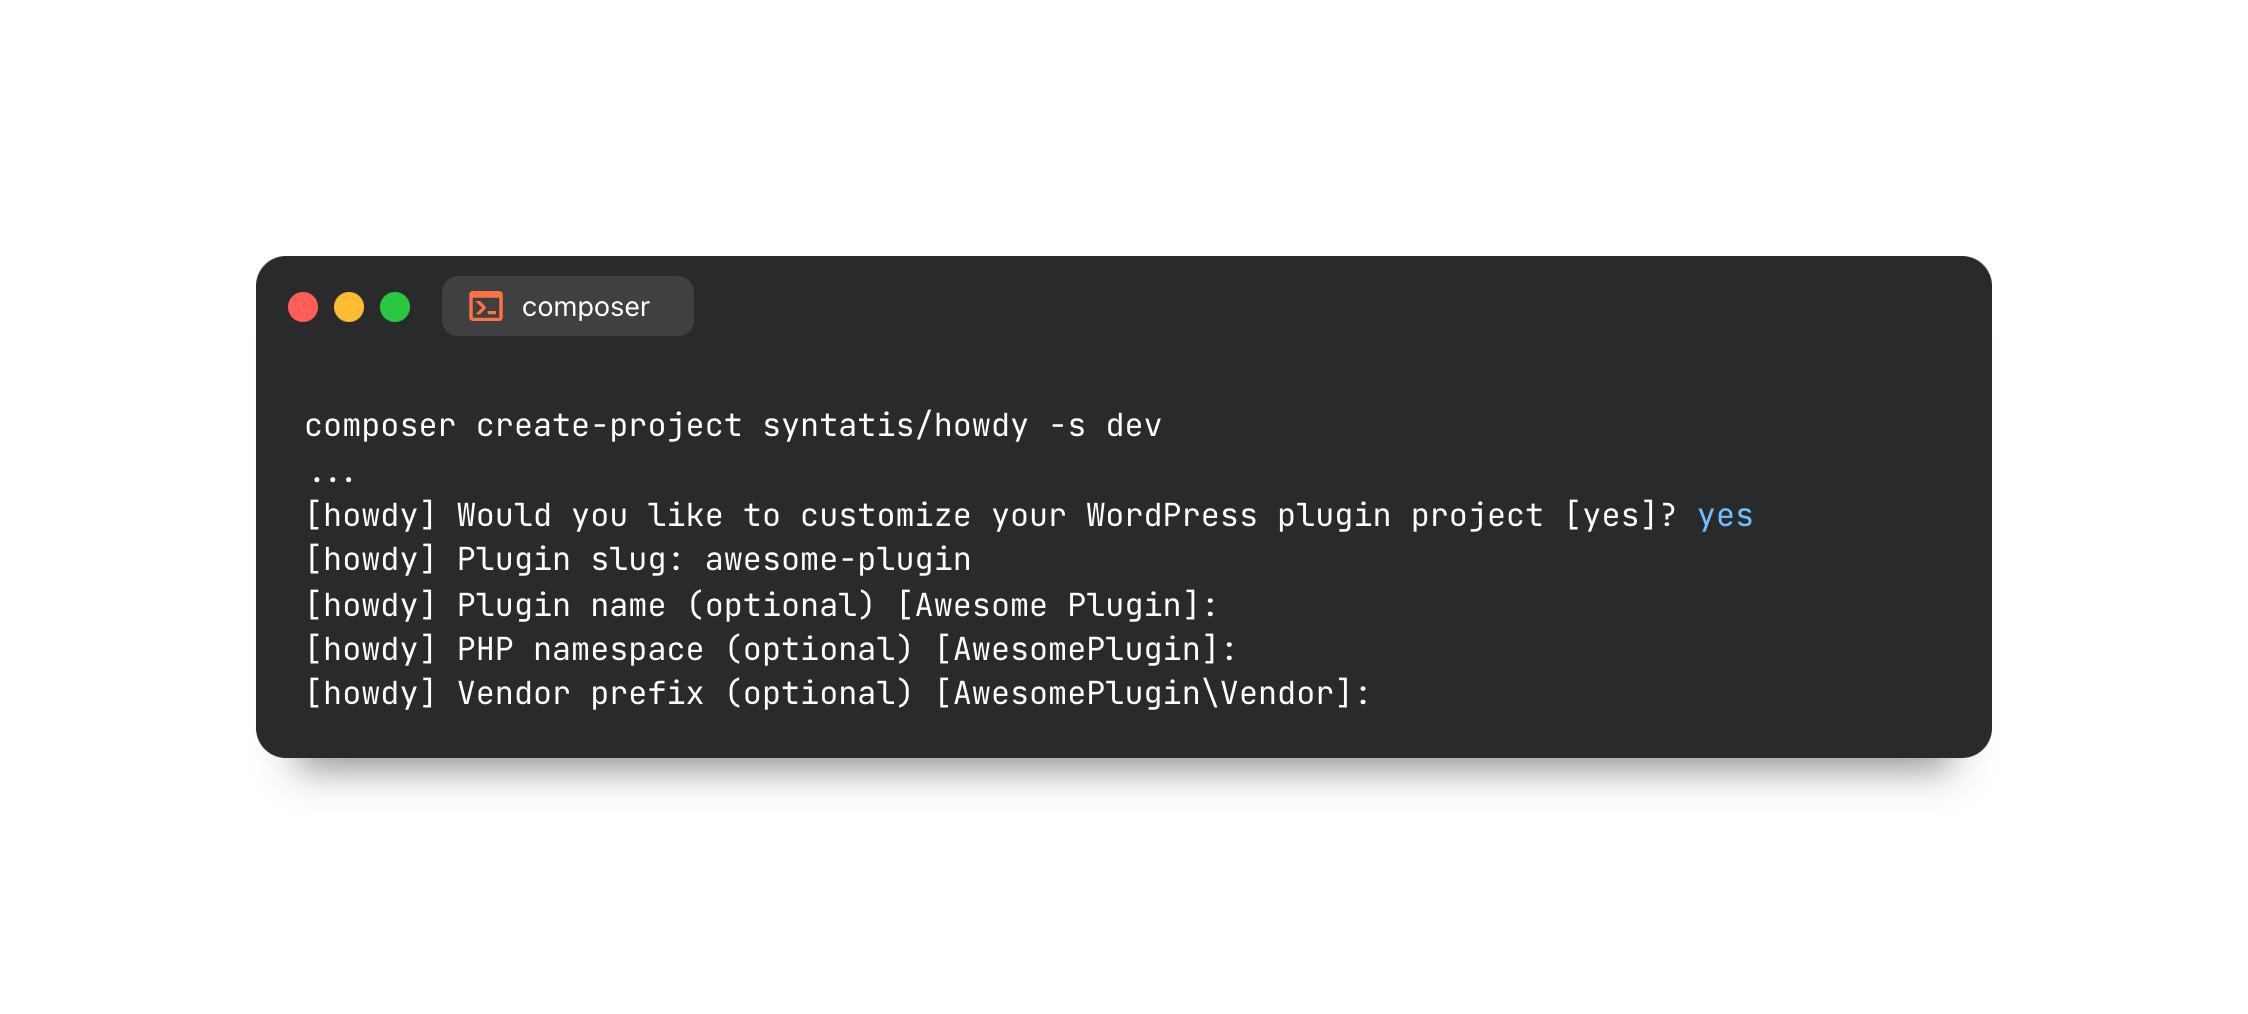 composer
composer create-project syntatis/howdy -s dev
...
[howdy] Would you like to customize your WordPress plugin project [yes]? yes
[howdy] Plugin slug: awesome-plugin
[howdy] Plugin name (optional) [Awesome Plugin]:
[howdy] PHP namespace (optional) [AwesomePlugin]:
[howdy] Vendor prefix (optional) [AwesomePlugin\Vendor]: